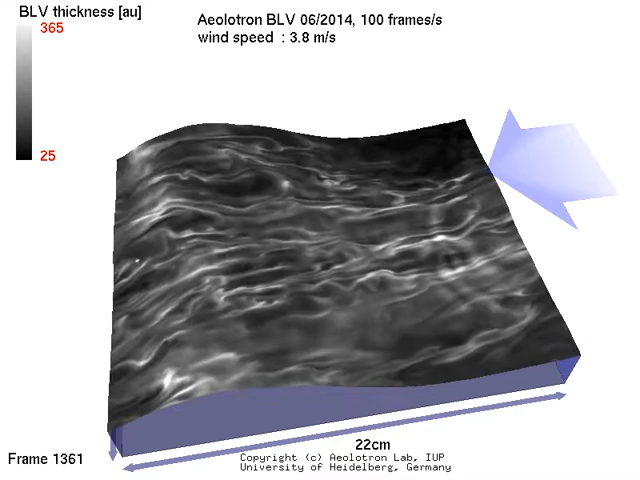 BLV thickness [au]
365
25
Aeolotron BLV 06/2014, 100 frames/s
wind speed : 3.8 m/s
22cm
Frame 1361
Copyright (c) Aeolotron Lab, IUP
University of Heidelberg, Germany